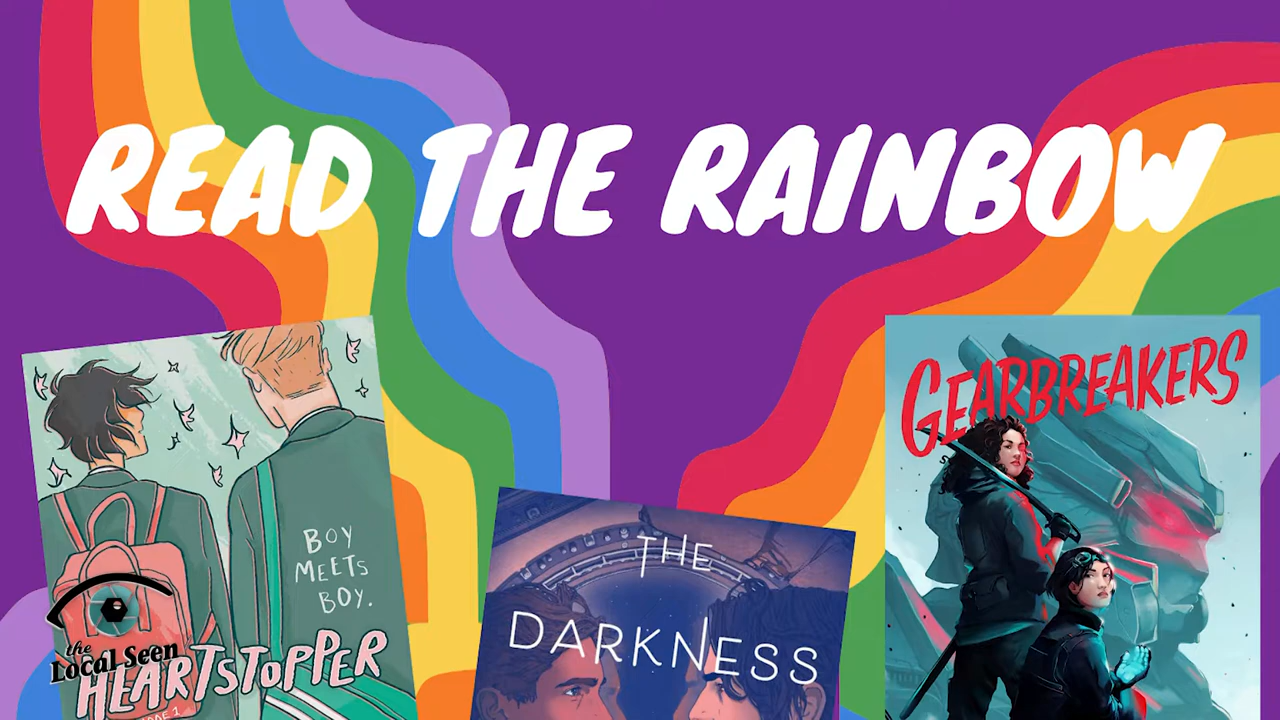 READ THE RAINBOW
BOY
MEETS
BOY.
HEARTSTOPPER
the
Local Seen
THE
DARKNESS
GEARBREAKERS